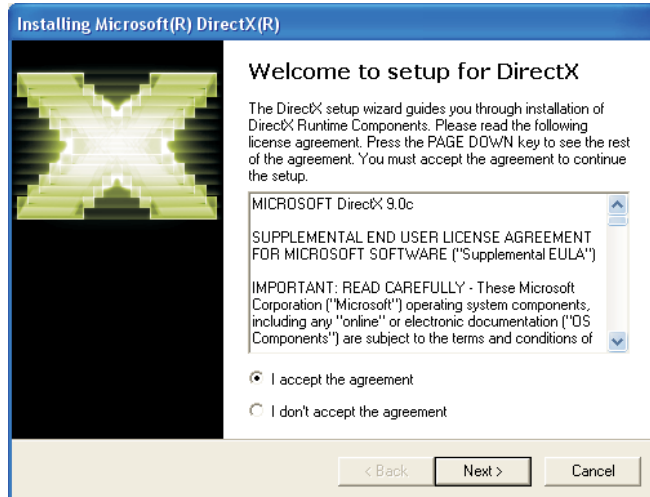 Installing Microsoft(R) DirectX(R)
Welcome to setup for DirectX
The DirectX setup wizard guides you through installation of
DirectX Runtime Components. Please read the following
license agreement. Press the PAGE DOWN key to see the rest
of the agreement. You must accept the agreement to continue
the setup.
MICROSOFT DirectX 9.0c
SUPPLEMENTAL END USER LICENSE AGREEMENT
FOR MICROSOFT SOFTWARE ("Supplemental EULA")
IMPORTANT: READ CAREFULLY - These Microsoft
Corporation ("Microsoft") operating system components,
including any "online" or electronic documentation ("OS
Components") are subject to the terms and conditions of
I accept the agreement
I don't accept the agreement
< Back Next > Cancel